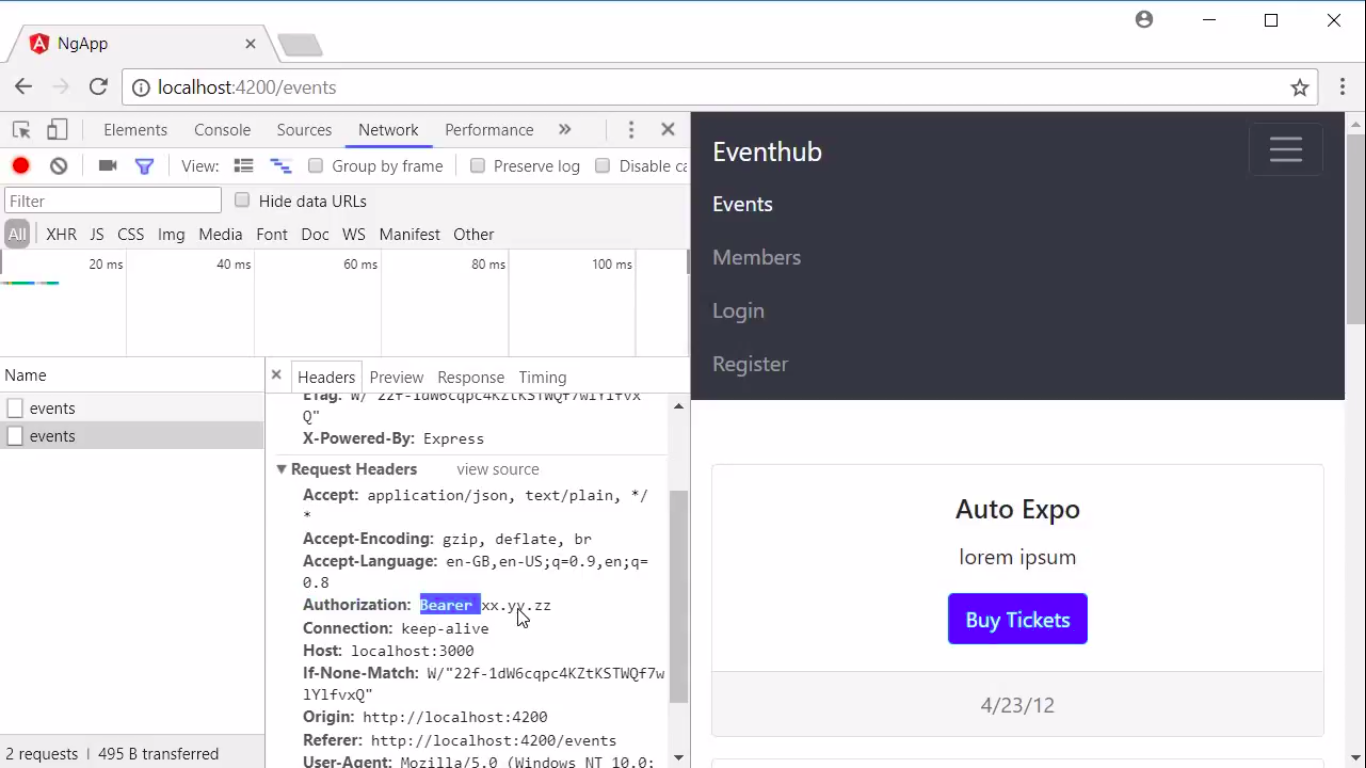 NgApp
localhost:4200/events
Elements Console Sources Network Performance »
View: Group by frame Preserve log Disable ca
Filter Hide data URLs
All XHR JS CSS Img Media Font Doc WS Manifest Other
20 ms 40 ms 60 ms 80 ms 100 ms
Name
events
events
2 requests | 495 B transferred
Headers Preview Response Timing
ETag: W/"22f-1dW6cqpc4KZtKSTWQf7wlYlfvx
Q"
X-Powered-By: Express
Request Headers view source
Accept: application/json, text/plain, */
*
Accept-Encoding: gzip, deflate, br
Accept-Language: en-GB,en-US;q=0.9,en;q=
0.8
Authorization: Bearer xx.yy.zz
Connection: keep-alive
Host: localhost:3000
If-None-Match: W/"22f-1dW6cqpc4KZtKSTWQf7w
lYlfvxQ"
Origin: http://localhost:4200
Referer: http://localhost:4200/events
User-Agent: Mozilla/5.0 (Windows NT 10.0;
Eventhub
Events
Members
Login
Register
Auto Expo
lorem ipsum
Buy Tickets
4/23/12